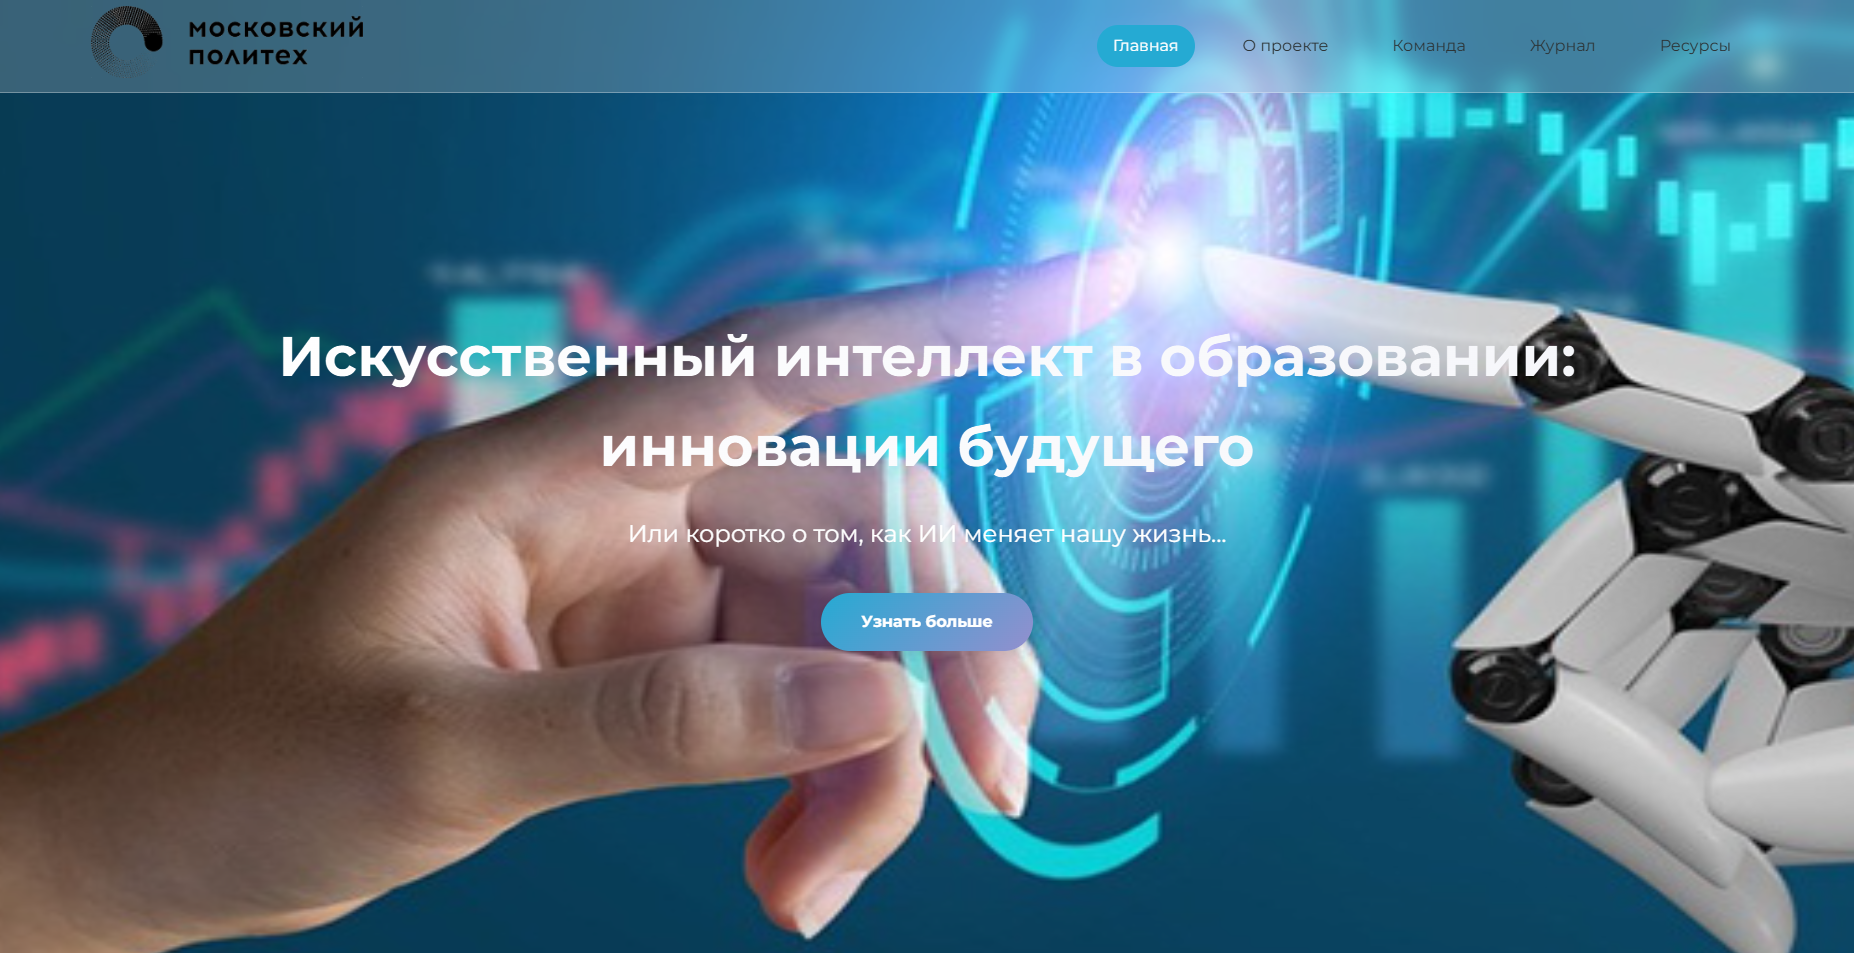 московский
политех
Главная
О проекте
Команда
Журнал
Ресурсы
Искусственный интеллект в образовании:
инновации будущего
Или коротко о том, как ИИ меняет нашу жизнь...
Узнать больше